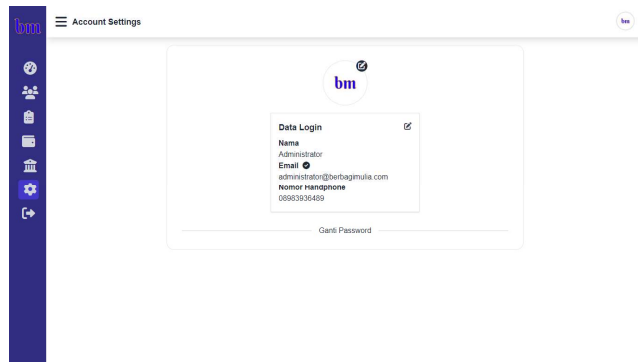 bm
Account Settings
bm
bm
Data Login
Nama
Administrator
Email
administrator@berbagimulia.com
Nomor Handphone
08983936489
Ganti Password